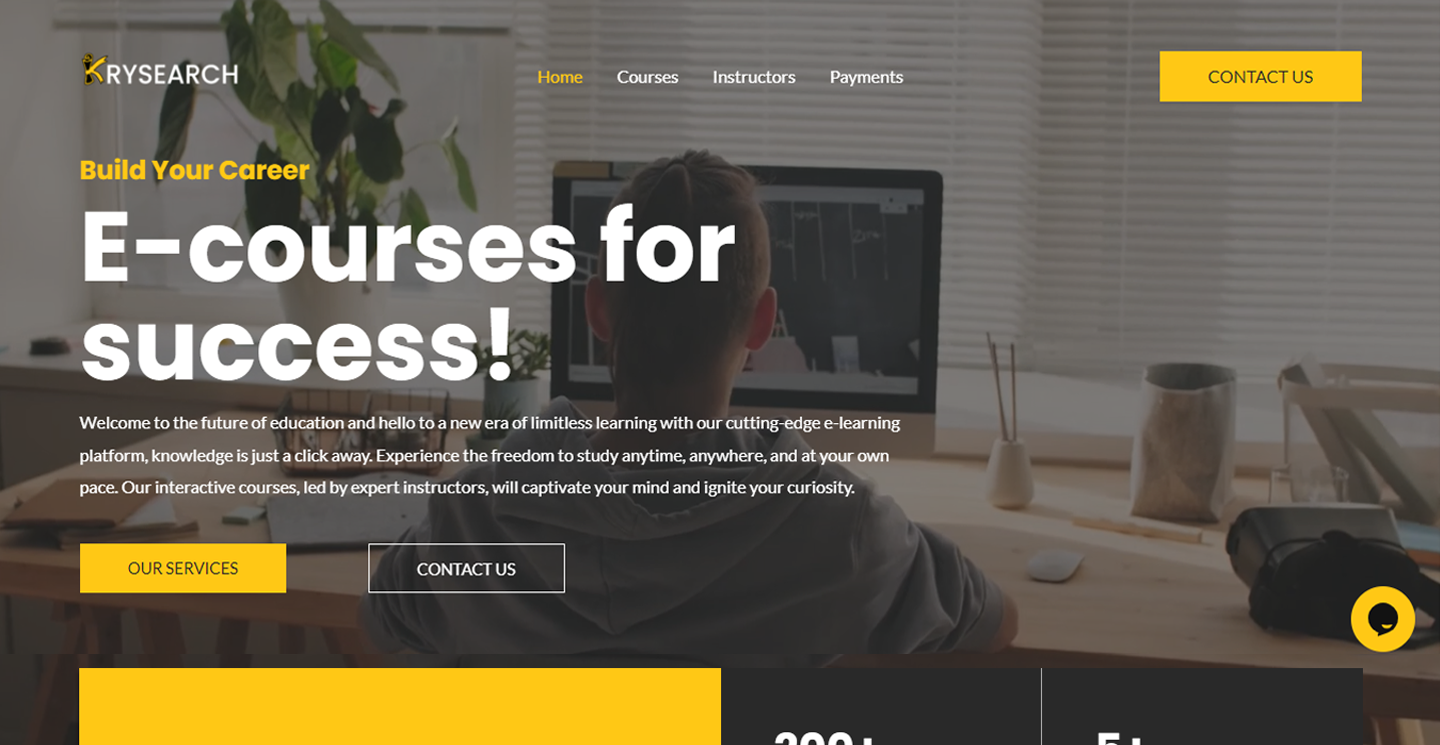 KRYSEARCH
Home Courses Instructors Payments
CONTACT US
Build Your Career
E-courses for
success!
Welcome to the future of education and hello to a new era of limitless learning with our cutting-edge e-learning
platform, knowledge is just a click away. Experience the freedom to study anytime, anywhere, and at your own
pace. Our interactive courses, led by expert instructors, will captivate your mind and ignite your curiosity.
OUR SERVICES
CONTACT US